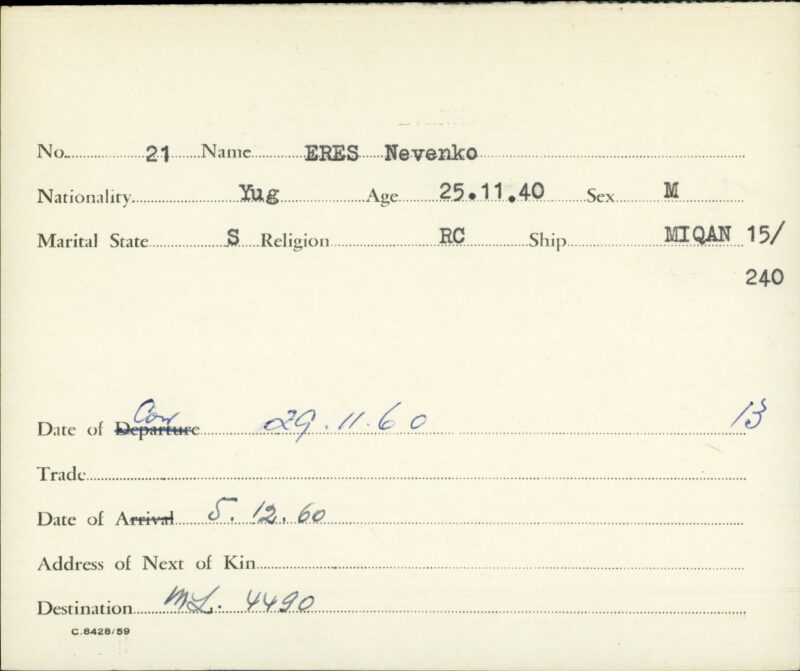 No. 21 Name ERES Nevenko
Nationality Yug Age 25.11.40 Sex M
Marital State S Religion RC Ship MIQAN 15/
240
Date of Departure Con 29.11.60 13
Trade
Date of Arrival 5.12.60
Address of Next of Kin
Destination ML. 4490
C.8428/59